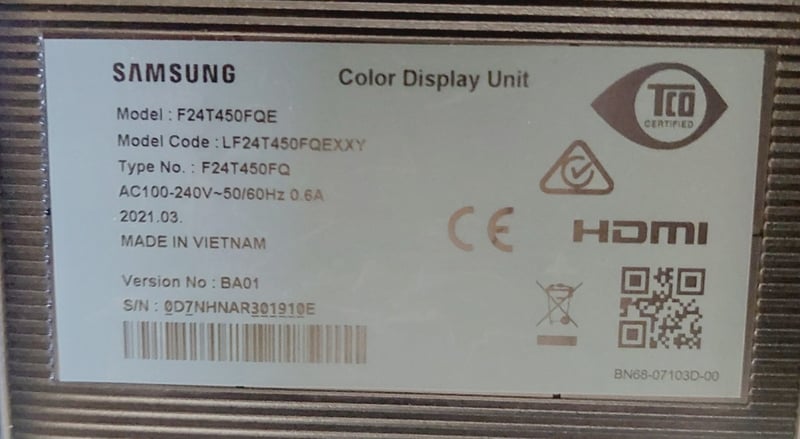 SAMSUNG
Color Display Unit
TCO
CERTIFIED
Model : F24T450FQE
Model Code : LF24T450FQEXXY
Type No. : F24T450FQ
AC100-240V~50/60Hz 0.6A
2021.03.
MADE IN VIETNAM
CE
HDMI
Version No : BA01
S/N : 0D7NHNAR301910E
BN68-07103D-00